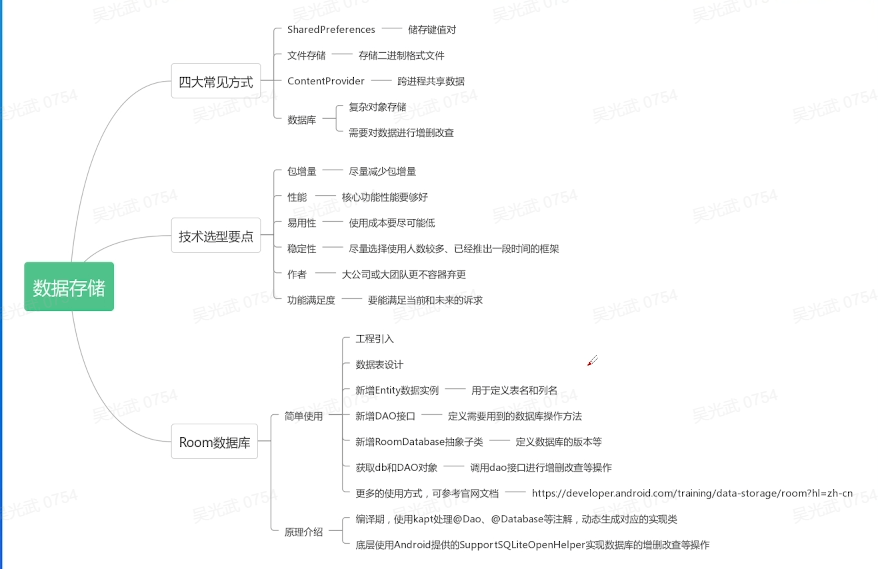 SharedPreferences 储存键值对
文件存储 存储二进制格式文件
四大常见方式
ContentProvider 跨进程共享数据
复杂对象存储
数据库
需要对数据进行增删改查
包增量 尽量减少包增量
性能 核心功能性能要够好
易用性 使用成本要尽可能低
技术选型要点
稳定性 尽量选择使用人数较多、已经推出一段时间的框架
作者 大公司或大团队更不容器弃更
数据存储
功能满足度 要能满足当前和未来的诉求
工程引入
数据表设计
新增Entity数据实例 用于定义表名和列名
简单使用
新增DAO接口 定义需要用到的数据库操作方法
Room数据库
新增RoomDatabase抽象子类 定义数据库的版本等
获取db和DAO对象 调用dao接口进行增删改查等操作
更多的使用方式，可参考官网文档 https://developer.android.com/training/data-storage/room?hl=zh-cn
编译期，使用kapt处理@Dao、@Database等注解，动态生成对应的实现类
原理介绍
底层使用Android提供的SupportSQLiteOpenHelper实现数据库的增删改查等操作
吴光武 0754